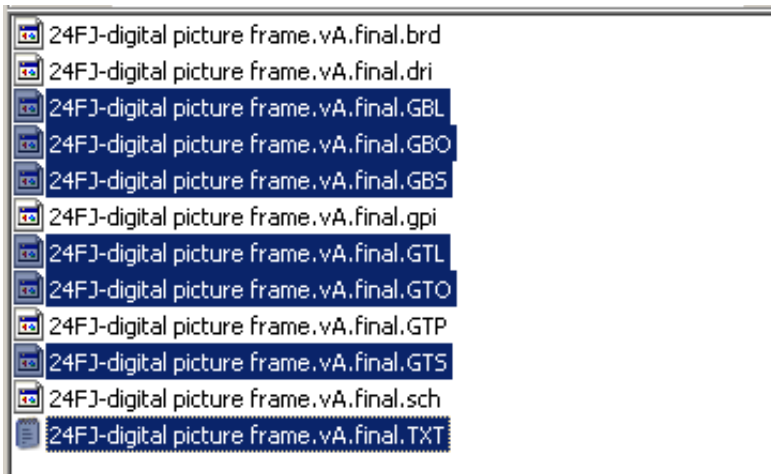 24FJ-digital picture frame.vA.final.brd
24FJ-digital picture frame.vA.final.dri
24FJ-digital picture frame.vA.final.GBL
24FJ-digital picture frame.vA.final.GBO
24FJ-digital picture frame.vA.final.GBS
24FJ-digital picture frame.vA.final.gpi
24FJ-digital picture frame.vA.final.GTL
24FJ-digital picture frame.vA.final.GTO
24FJ-digital picture frame.vA.final.GTP
24FJ-digital picture frame.vA.final.GTS
24FJ-digital picture frame.vA.final.sch
24FJ-digital picture frame.vA.final.TXT